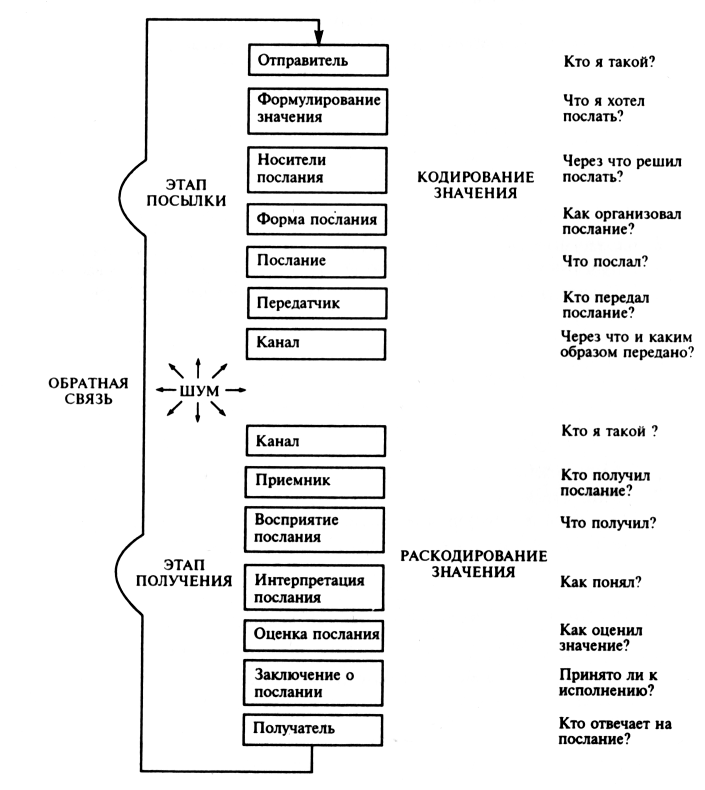 Отправитель
Кто я такой?
Формулирование
значения
Что я хотел
послать?
ЭТАП
ПОСЫЛКИ
Носители
послания
КОДИРОВАНИЕ
ЗНАЧЕНИЯ
Через что решил
послать?
Форма послания
Как организовал
послание?
Послание
Что послал?
Передатчик
Кто передал
послание?
Канал
Через что и каким
образом передано?
ОБРАТНАЯ
СВЯЗЬ
ШУМ
Канал
Кто я такой ?
Приемник
Кто получил
послание?
Восприятие
послания
Что получил?
ЭТАП
ПОЛУЧЕНИЯ
РАСКОДИРОВАНИЕ
ЗНАЧЕНИЯ
Интерпретация
послания
Как понял?
Оценка послания
Как оценил
значение?
Заключение о
послании
Принято ли к
исполнению?
Получатель
Кто отвечает на
послание?